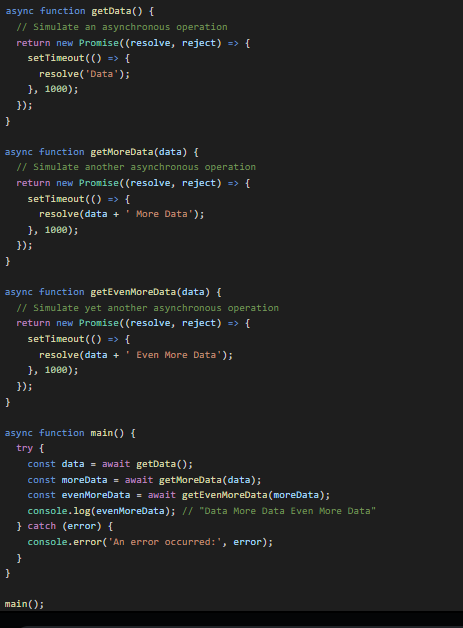 async function getData() {
  // Simulate an asynchronous operation
  return new Promise((resolve, reject) => {
    setTimeout(() => {
      resolve('Data');
    }, 1000);
  });
}

async function getMoreData(data) {
  // Simulate another asynchronous operation
  return new Promise((resolve, reject) => {
    setTimeout(() => {
      resolve(data + ' More Data');
    }, 1000);
  });
}

async function getEvenMoreData(data) {
  // Simulate yet another asynchronous operation
  return new Promise((resolve, reject) => {
    setTimeout(() => {
      resolve(data + ' Even More Data');
    }, 1000);
  });
}

async function main() {
  try {
    const data = await getData();
    const moreData = await getMoreData(data);
    const evenMoreData = await getEvenMoreData(moreData);
    console.log(evenMoreData); // "Data More Data Even More Data"
  } catch (error) {
    console.error('An error occurred:', error);
  }
}

main();